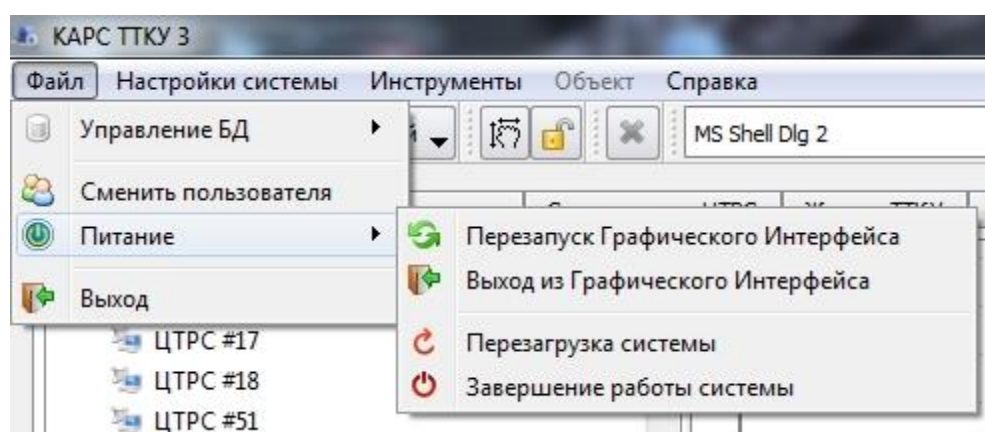 КАРС ТТКУ 3
Файл Настройки системы Инструменты Объект Справка
Управление БД
MS Shell Dlg 2
Сменить пользователя
Питание
Перезапуск Графического Интерфейса
Выход из Графического Интерфейса
Выход
Перезагрузка системы
ЦТРС #17
Завершение работы системы
ЦТРС #18
ЦТРС #51